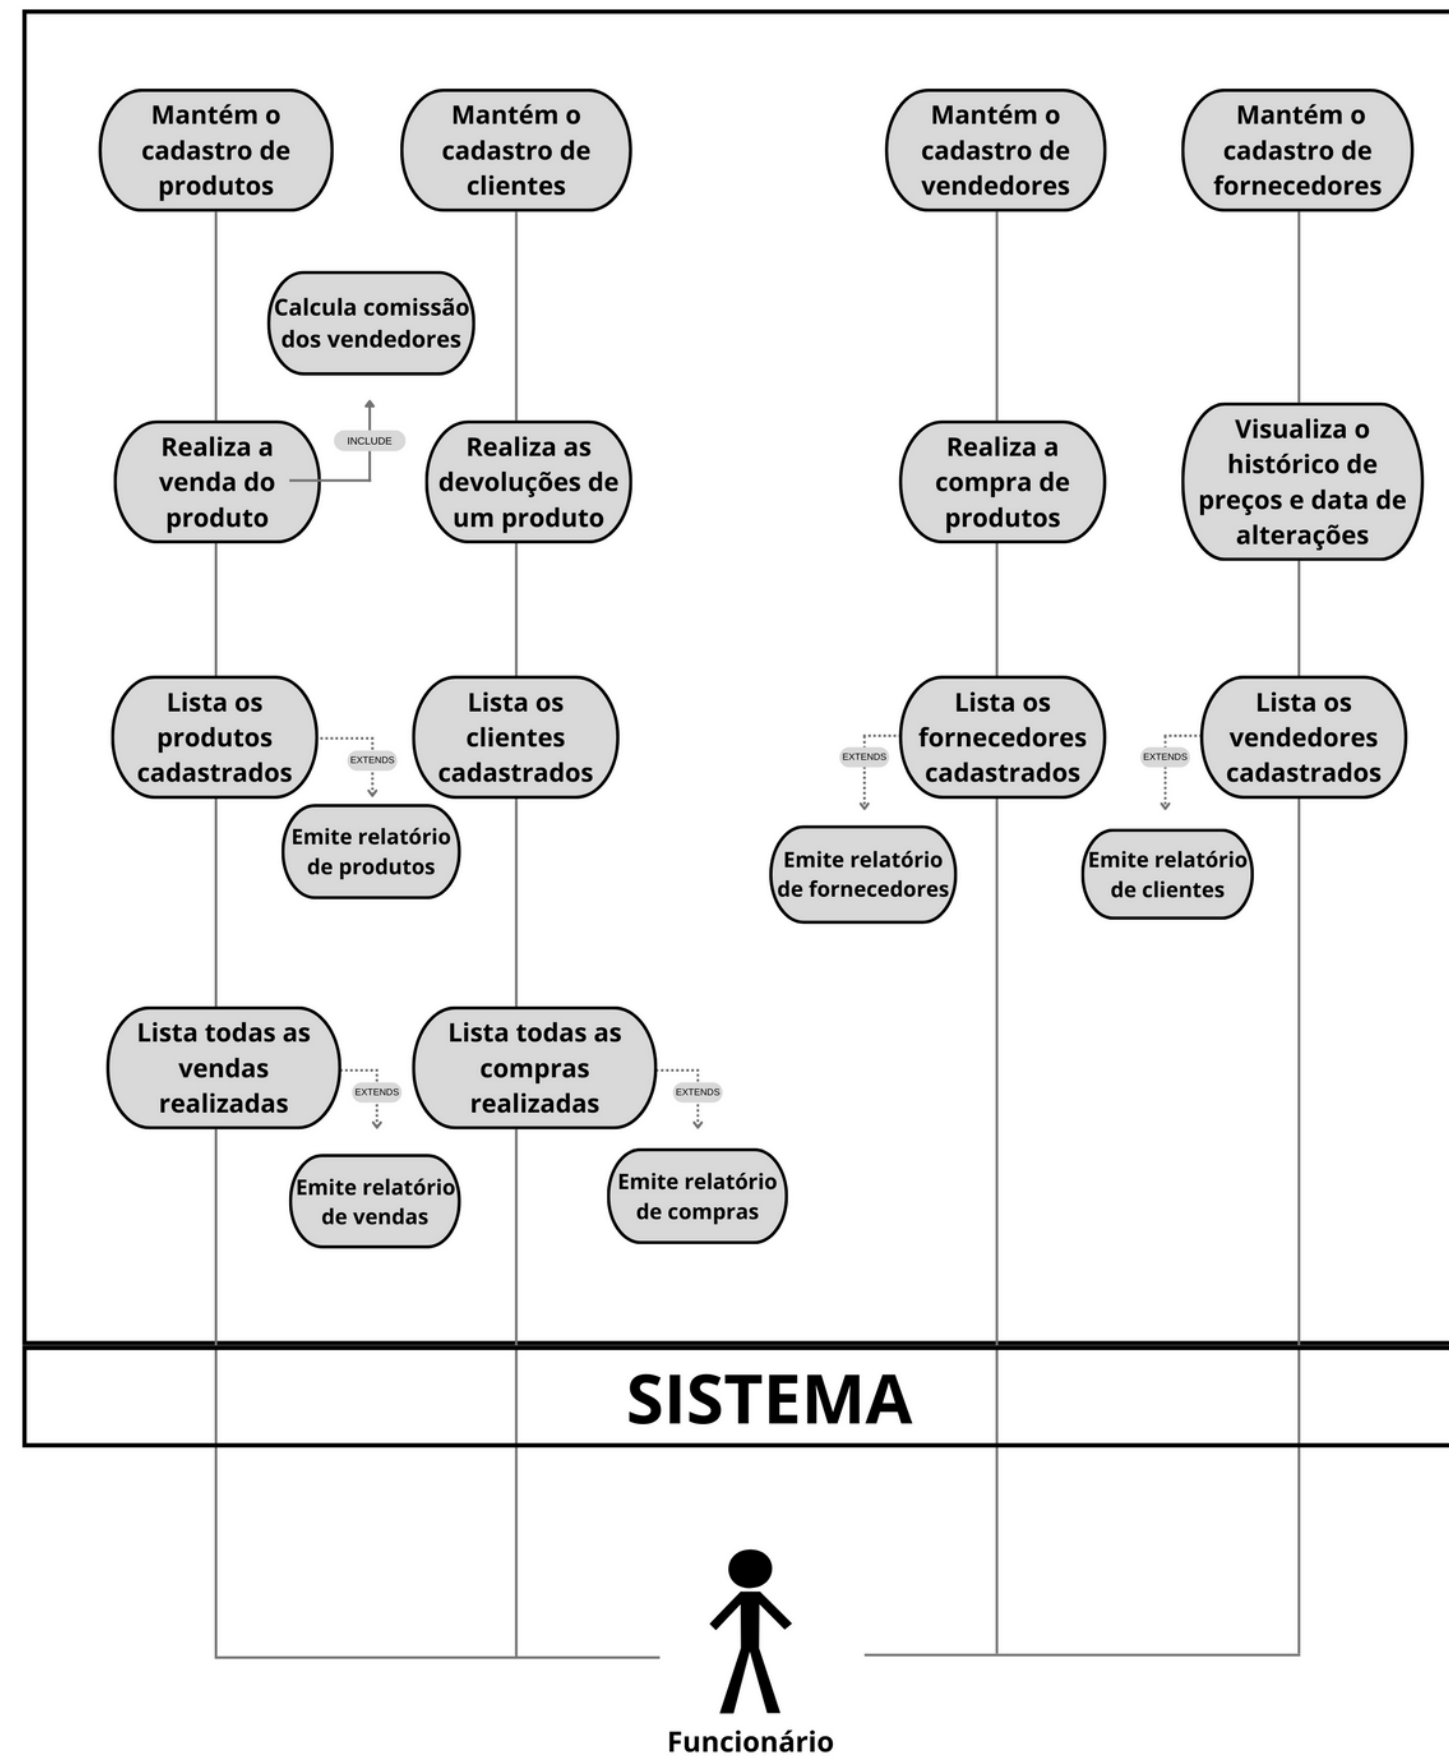 Mantém o
cadastro de
produtos
Mantém o
cadastro de
clientes
Mantém o
cadastro de
vendedores
Mantém o
cadastro de
fornecedores
Calcula comissão
dos vendedores
INCLUDE
Realiza a
venda do
produto
Realiza as
devoluções de
um produto
Realiza a
compra de
produtos
Visualiza o
histórico de
preços e data de
alterações
Lista os
produtos
cadastrados
EXTENDS
Emite relatório
de produtos
Lista os
clientes
cadastrados
Lista os
fornecedores
cadastrados
EXTENDS
Emite relatório
de fornecedores
Lista os
vendedores
cadastrados
EXTENDS
Emite relatório
de clientes
Lista todas as
vendas
realizadas
EXTENDS
Emite relatório
de vendas
Lista todas as
compras
realizadas
EXTENDS
Emite relatório
de compras
SISTEMA
Funcionário